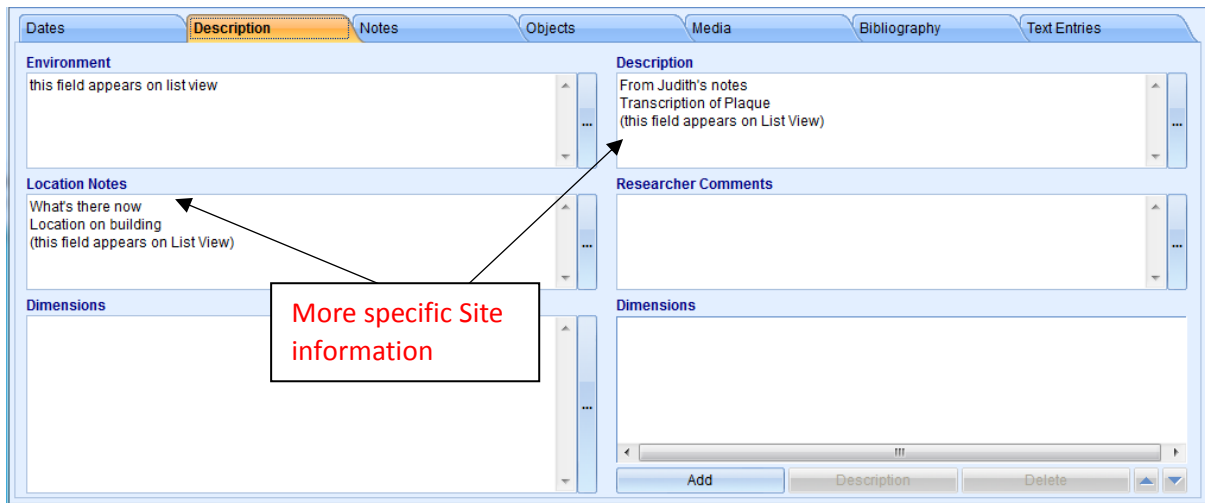 Dates Description Notes Objects Media Bibliography Text Entries
Environment
this field appears on list view
...
Description
From Judith's notes
Transcription of Plaque
(this field appears on List View)
...
Location Notes
What's there now
Location on building
(this field appears on List View)
...
Researcher Comments
...
More specific Site
information
Dimensions
...
Dimensions
Add Description Delete